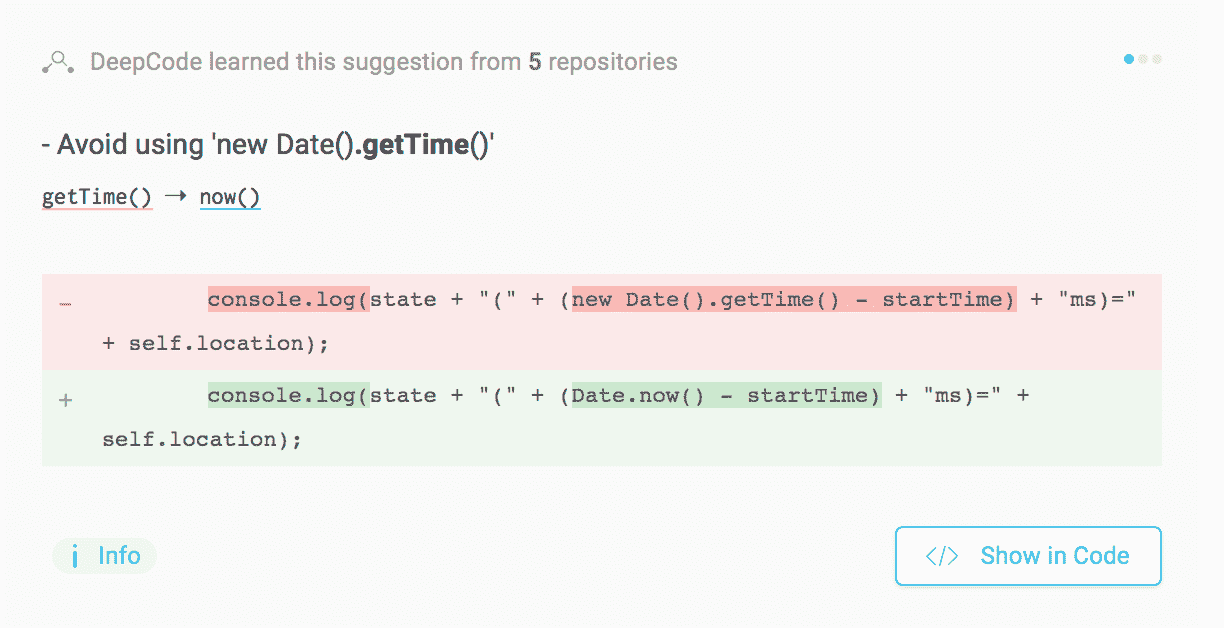 DeepCode learned this suggestion from 5 repositories
- Avoid using 'new Date().getTime()'
getTime() → now()
- console.log(state + "(" + (new Date().getTime() - startTime) + "ms)="
+ self.location);
+ console.log(state + "(" + (Date.now() - startTime) + "ms)=" +
self.location);
i Info
</> Show in Code